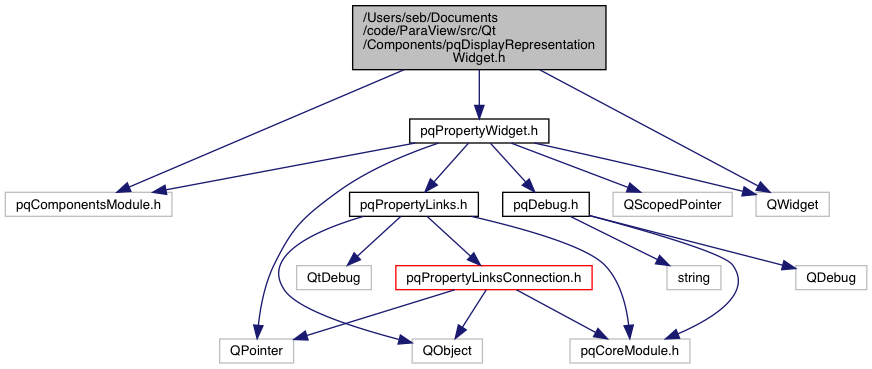 /Users/seb/Documents
/code/ParaView/src/Qt
/Components/pqDisplayRepresentation
Widget.h
pqPropertyWidget.h
pqComponentsModule.h
pqPropertyLinks.h
pqDebug.h
QScopedPointer
QWidget
QtDebug
pqPropertyLinksConnection.h
string
QDebug
QPointer
QObject
pqCoreModule.h